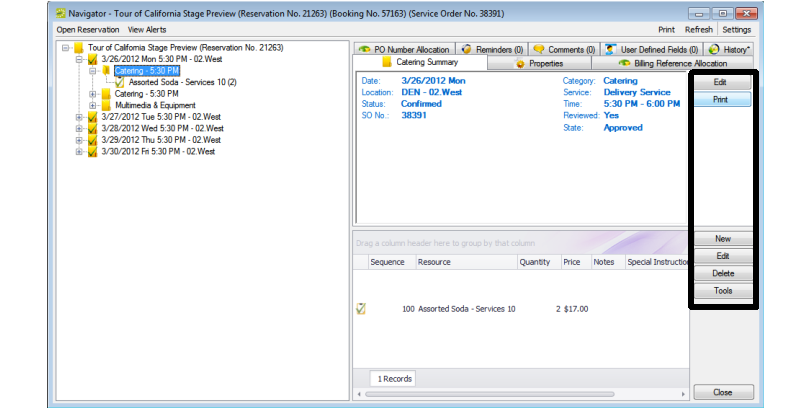 Navigator - Tour of California Stage Preview (Reservation No. 21263) (Booking No. 57163) (Service Order No. 38391)
Open Reservation View Alerts Print Refresh Settings
Tour of California Stage Preview (Reservation No. 21263)
3/26/2012 Mon 5:30 PM - 02.West
Catering - 5:30 PM
Assorted Soda - Services 10 (2)
Catering - 5:30 PM
Multimedia & Equipment
3/27/2012 Tue 5:30 PM - 02.West
3/28/2012 Wed 5:30 PM - 02.West
3/29/2012 Thu 5:30 PM - 02.West
3/30/2012 Fri 5:30 PM - 02.West
PO Number Allocation Reminders (0) Comments (0) User Defined Fields (0) History*
Catering Summary Properties Billing Reference Allocation
Date: 3/26/2012 Mon Category: Catering
Location: DEN - 02.West Service: Delivery Service
Status: Confirmed Time: 5:30 PM - 6:00 PM
SO No.: 38391 Reviewed: Yes
State: Approved
Edit
Print
Drag a column header here to group by that column
Sequence Resource Quantity Price Notes Special Instruction
100 Assorted Soda - Services 10 2 $17.00
1 Records
New
Edit
Delete
Tools
Close